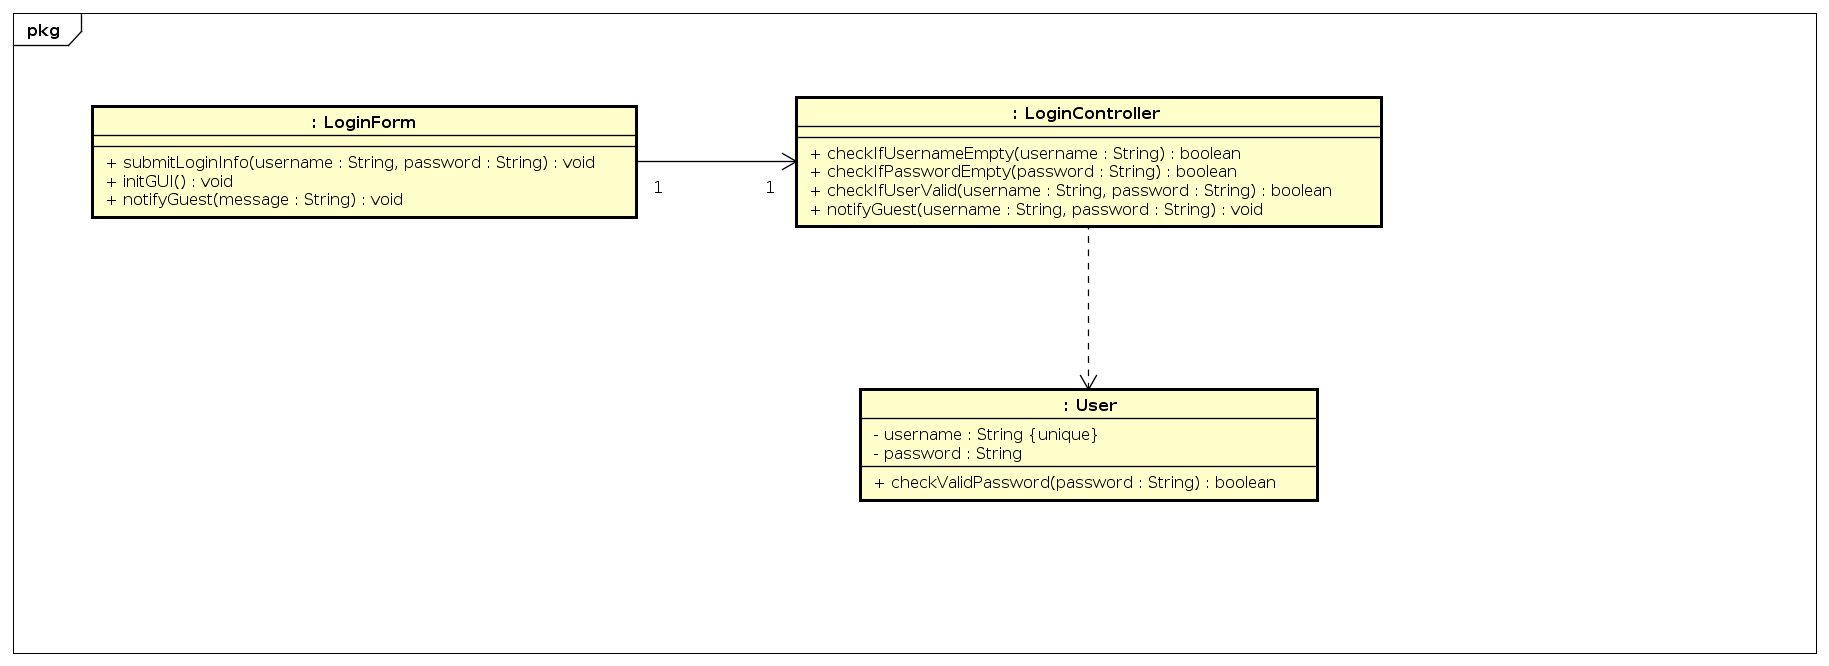 pkg
: LoginForm
+ submitLoginInfo(username : String, password : String) : void
+ initGUI() : void
+ notifyGuest(message : String) : void
1
1
: LoginController
+ checkIfUsernameEmpty(username : String) : boolean
+ checkIfPasswordEmpty(password : String) : boolean
+ checkIfUserValid(username : String, password : String) : boolean
+ notifyGuest(username : String, password : String) : void
: User
- username : String {unique}
- password : String
+ checkValidPassword(password : String) : boolean